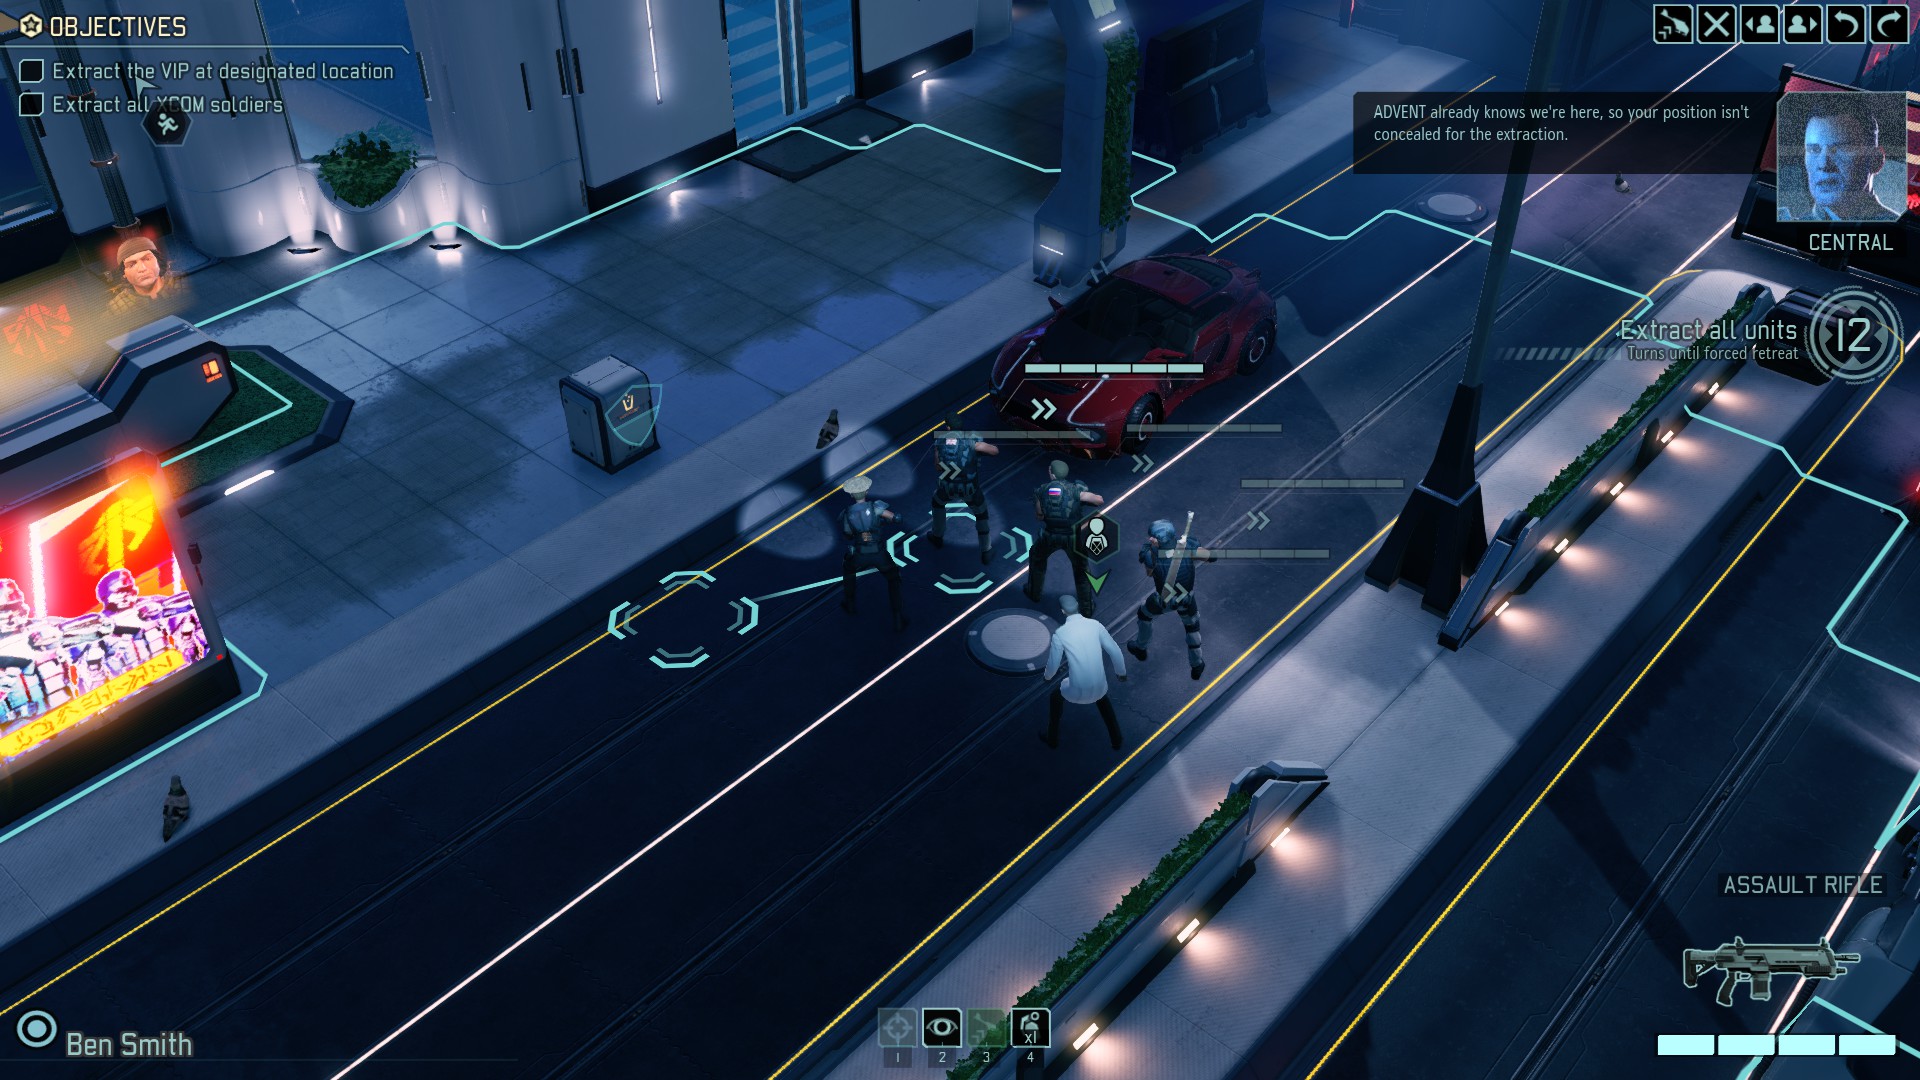 OBJECTIVES
Extract the VIP at designated location
Extract all XCOM soldiers
ADVENT already knows we're here, so your position isn't
concealed for the extraction.
CENTRAL
Extract all units
12
Turns until forced retreat
ASSAULT RIFLE
Ben Smith
x1
1
2
3
4